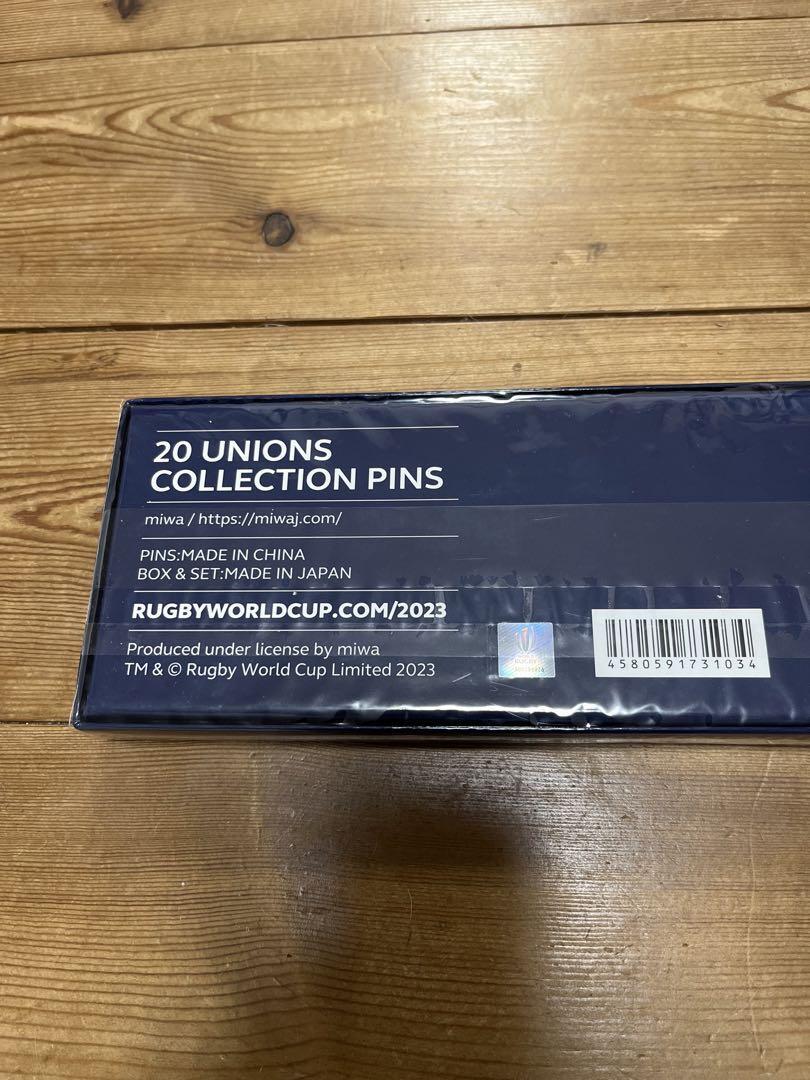 20 UNIONS
COLLECTION PINS
miwa / https://miwaj.com/
PINS:MADE IN CHINA
BOX & SET:MADE IN JAPAN
RUGBYWORLDCUP.COM/2023
Produced under license by miwa
TM & © Rugby World Cup Limited 2023
RUGBY
4580591731034